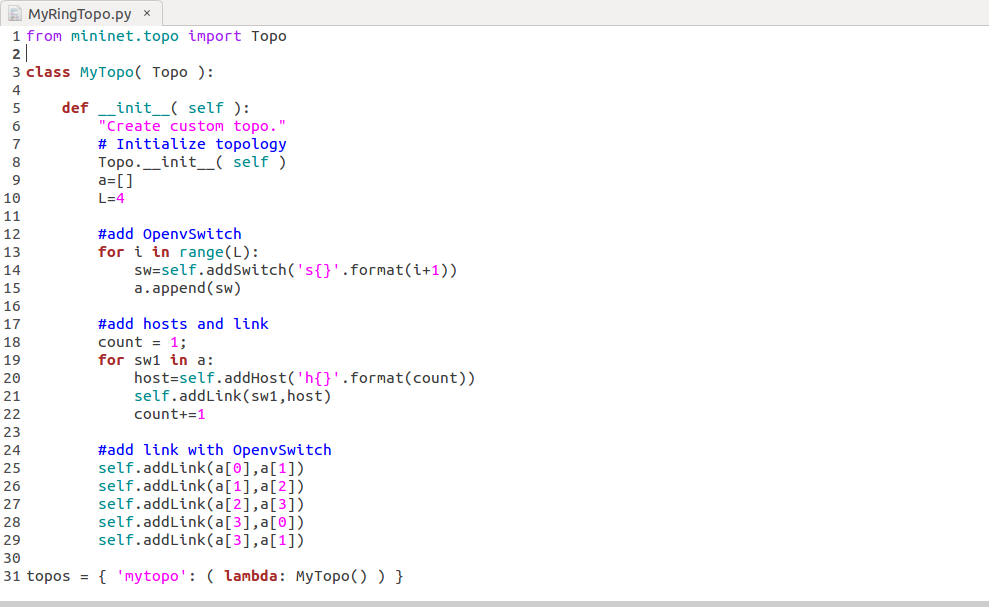 MyRingTopo.py ×
1 from mininet.topo import Topo
2
3 class MyTopo( Topo ):
4
5     def __init__( self ):
6         "Create custom topo."
7         # Initialize topology
8         Topo.__init__( self )
9         a=[]
10         L=4
11
12         #add OpenvSwitch
13         for i in range(L):
14             sw=self.addSwitch('s{}'.format(i+1))
15             a.append(sw)
16
17         #add hosts and link
18         count = 1;
19         for sw1 in a:
20             host=self.addHost('h{}'.format(count))
21             self.addLink(sw1,host)
22             count+=1
23
24         #add link with OpenvSwitch
25         self.addLink(a[0],a[1])
26         self.addLink(a[1],a[2])
27         self.addLink(a[2],a[3])
28         self.addLink(a[3],a[0])
29         self.addLink(a[3],a[1])
30
31 topos = { 'mytopo': ( lambda: MyTopo() ) }